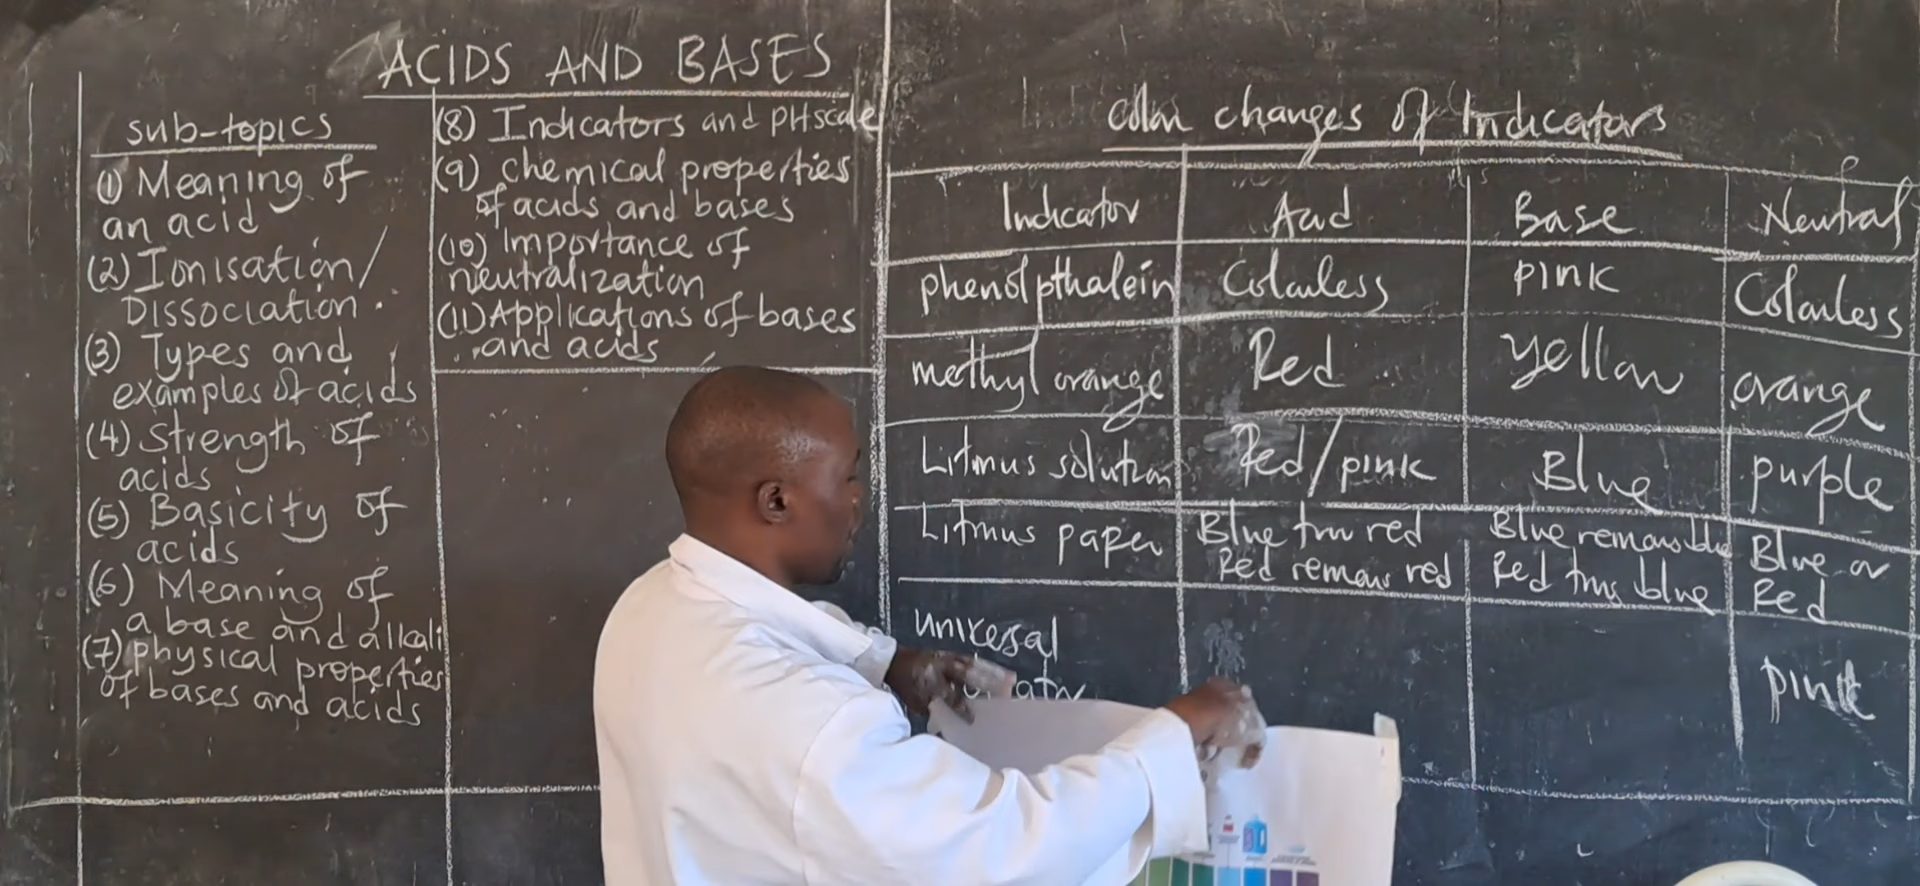 ACIDS AND BASES
sub-topics
(1) Meaning of
an acid
(2) Ionisation/
Dissociation.
(3) Types and
examples of acids
(4) Strength of
acids
(5) Basicity of
acids
(6) Meaning of
a base and alkali
(7) physical properties
of bases and acids
(8) Indicators and PH scale
(9) chemical properties
of acids and bases
(10) Importance of
neutralization
(11) Applications of bases
and acids
Colour changes of Indicators
Indicator Acid Base Neutral
phenolpthalein Colourless PINK Colourless
methyl orange Red yellow orange
Litmus solution Red/pink Blue purple
Litmus paper Blue turn red Blue remains blue Blue or
Red remains red Red turns blue Red
universal
pink